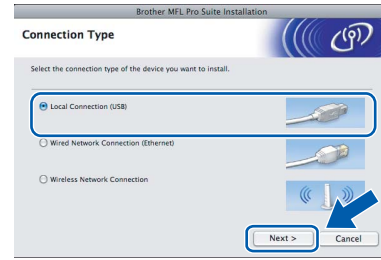 Brother MFL Pro Suite Installation
Connection Type
Select the connection type of the device you want to install.
Local Connection (USB)
Wired Network Connection (Ethernet)
Wireless Network Connection
Next >
Cancel